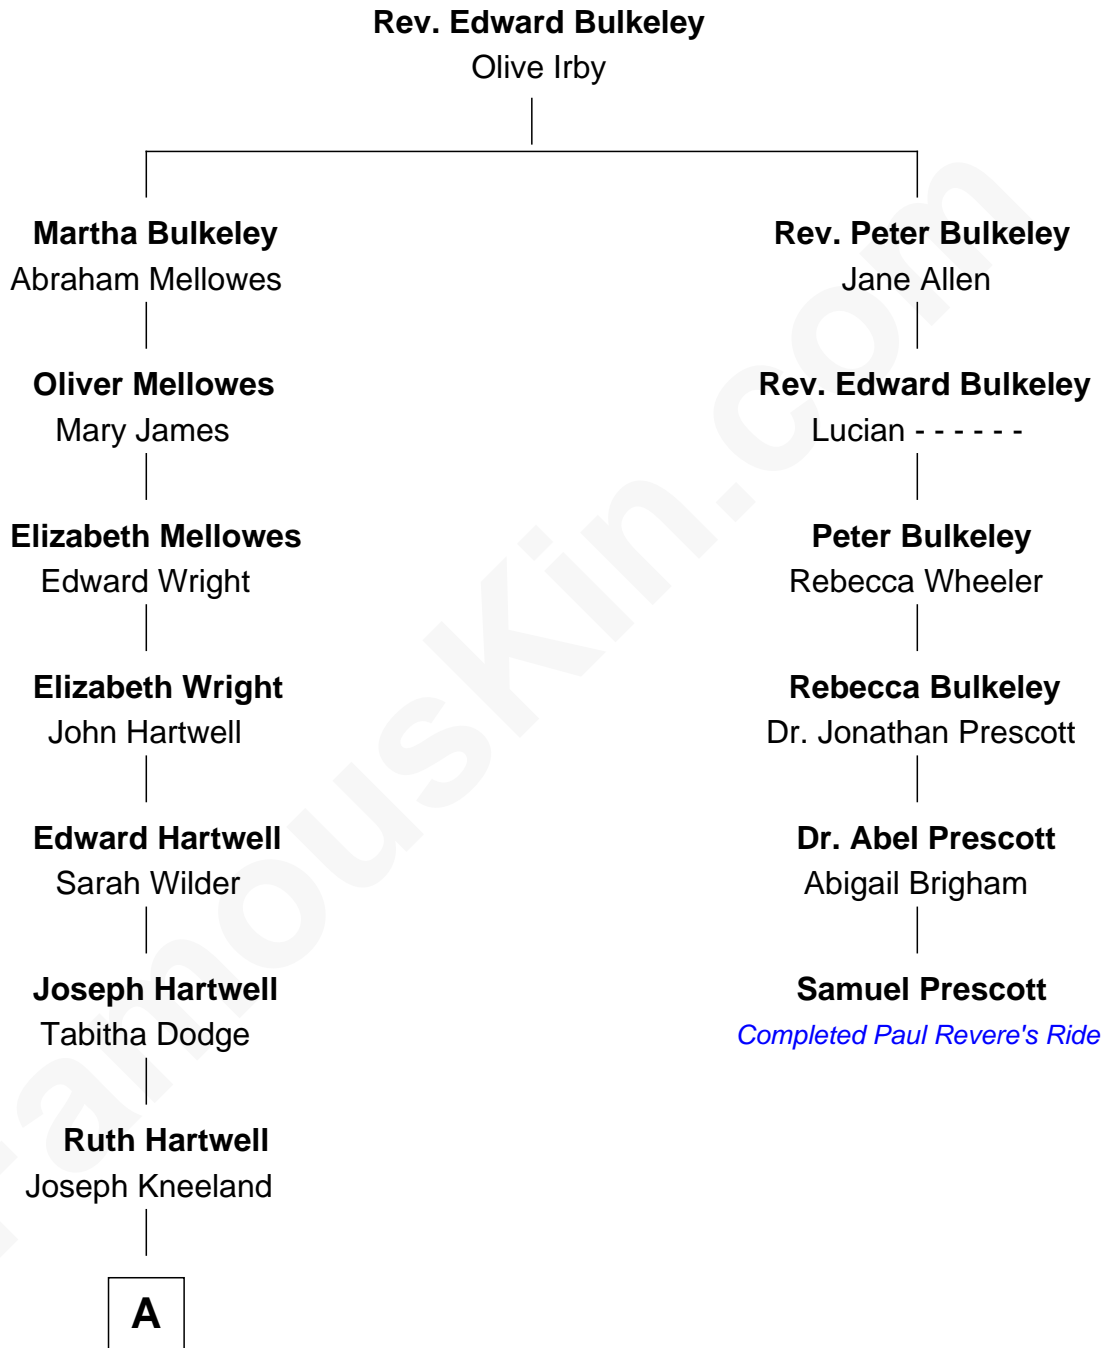 Rev. Edward Bulkeley
Olive Irby
Martha Bulkeley
Abraham Mellowes
Rev. Peter Bulkeley
Jane Allen
Oliver Mellowes
Mary James
Rev. Edward Bulkeley
Lucian - - - - - -
Elizabeth Mellowes
Edward Wright
Peter Bulkeley
Rebecca Wheeler
Elizabeth Wright
John Hartwell
Rebecca Bulkeley
Dr. Jonathan Prescott
Edward Hartwell
Sarah Wilder
Dr. Abel Prescott
Abigail Brigham
Joseph Hartwell
Tabitha Dodge
Samuel Prescott
Completed Paul Revere's Ride
Ruth Hartwell
Joseph Kneeland
A
FamousKin.com